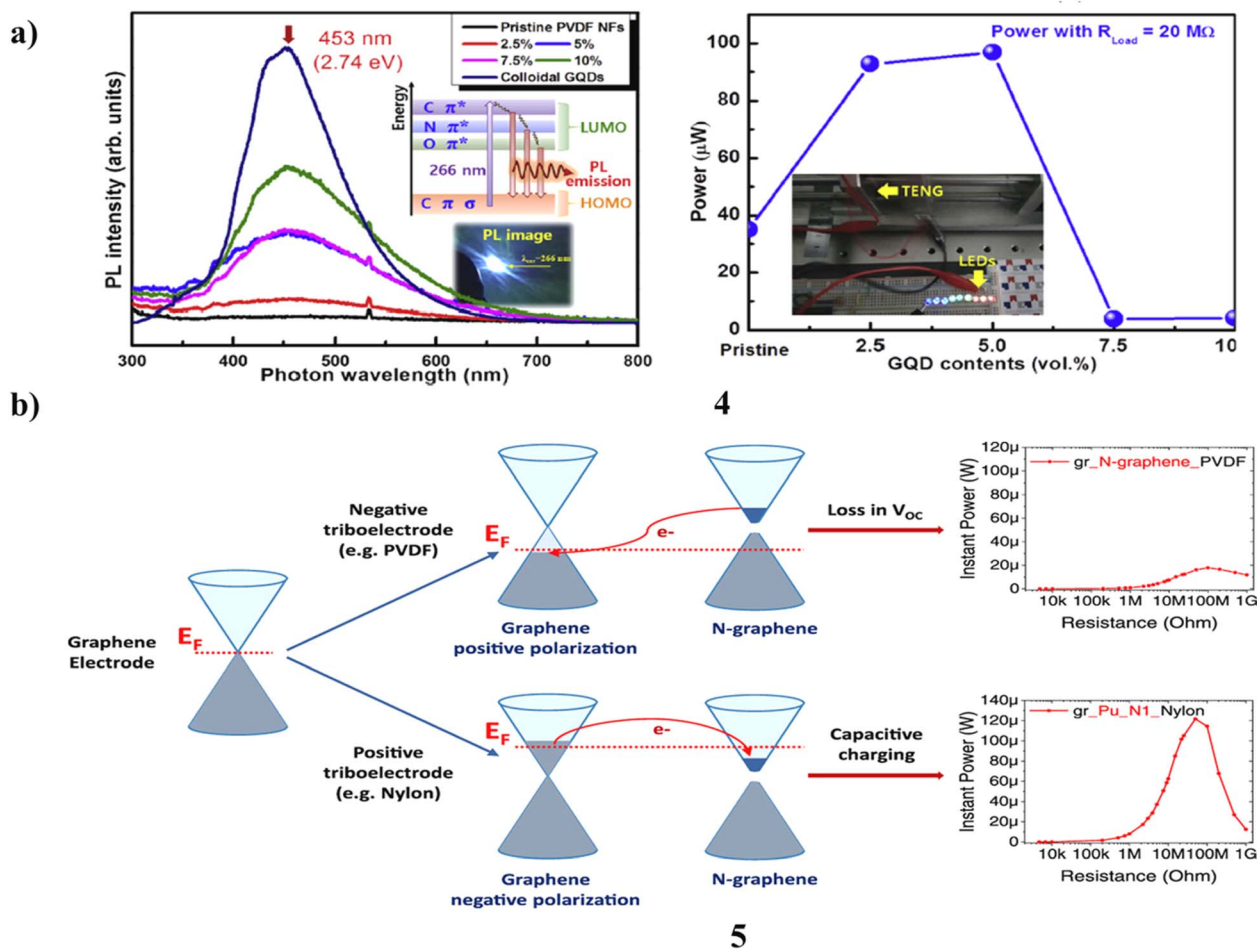 a)
453 nm
(2.74 eV)
Pristine PVDF NFs
2.5% 5%
7.5% 10%
Colloidal GQDs
Energy
C π*
N π*
O π*
LUMO
266 nm
PL
emission
C π σ
HOMO
PL image
PL intensity (arb. units)
300 400 500 600 700 800
Photon wavelength (nm)
Power with RLoad = 20 MΩ
100
80
60
40
20
0
Power (μW)
TENG
LEDs
Pristine 2.5 5.0 7.5 10
GQD contents (vol.%)
4
b)
Graphene
Electrode
EF
Negative
triboelectrode
(e.g. PVDF)
EF
e-
Graphene
positive polarization
N-graphene
Loss in VOC
120μ
100μ
80μ
60μ
40μ
20μ
0
Instant Power (W)
gr_N-graphene_PVDF
10k 100k 1M 10M 100M 1G
Resistance (Ohm)
Positive
triboelectrode
(e.g. Nylon)
EF
e-
Graphene
negative polarization
N-graphene
Capacitive
charging
140μ
120μ
100μ
80μ
60μ
40μ
20μ
0
Instant Power (W)
gr_Pu_N1_Nylon
10k 100k 1M 10M 100M 1G
Resistance (Ohm)
5